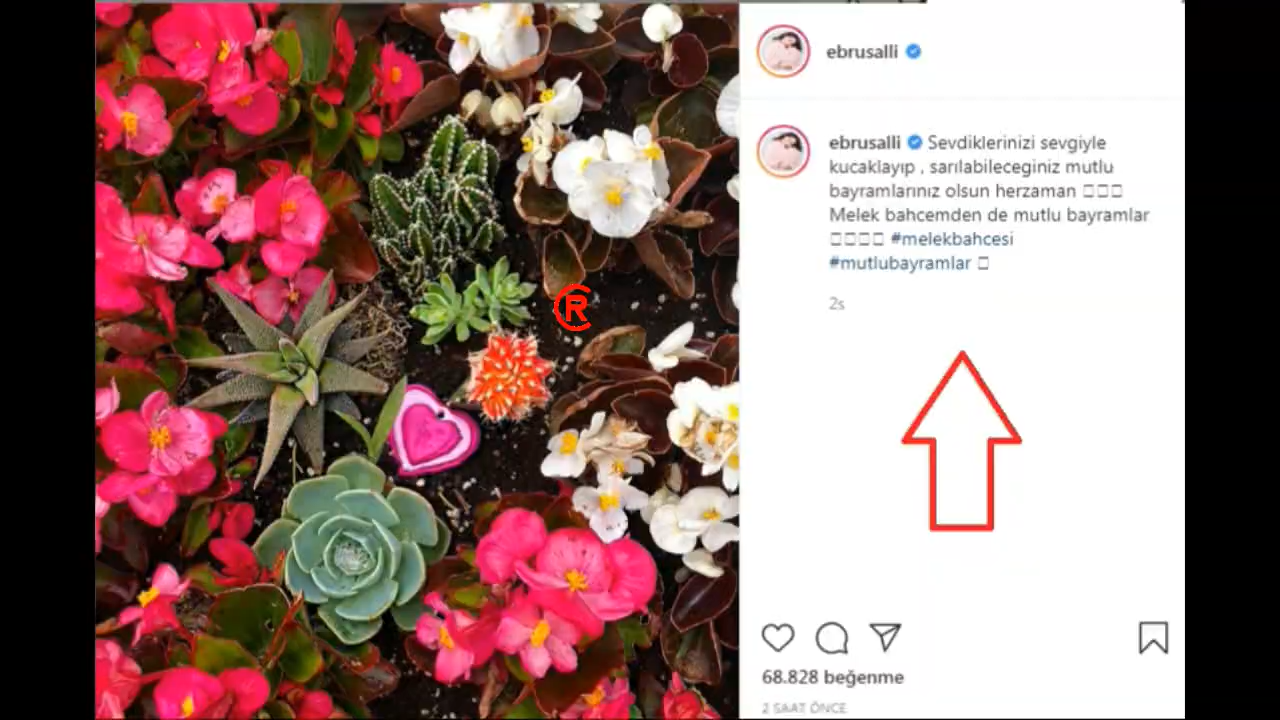 ebrusalli
ebrusalli Sevdiklerinizi sevgiyle
kucaklayıp , sarılabileceginiz mutlu
bayramlarınız olsun herzaman □□□
Melek bahcemden de mutlu bayramlar
□□□□ #melekbahcesi
#mutlubayramlar □
2s
R
68.828 beğenme
2 SAAT ÖNCE